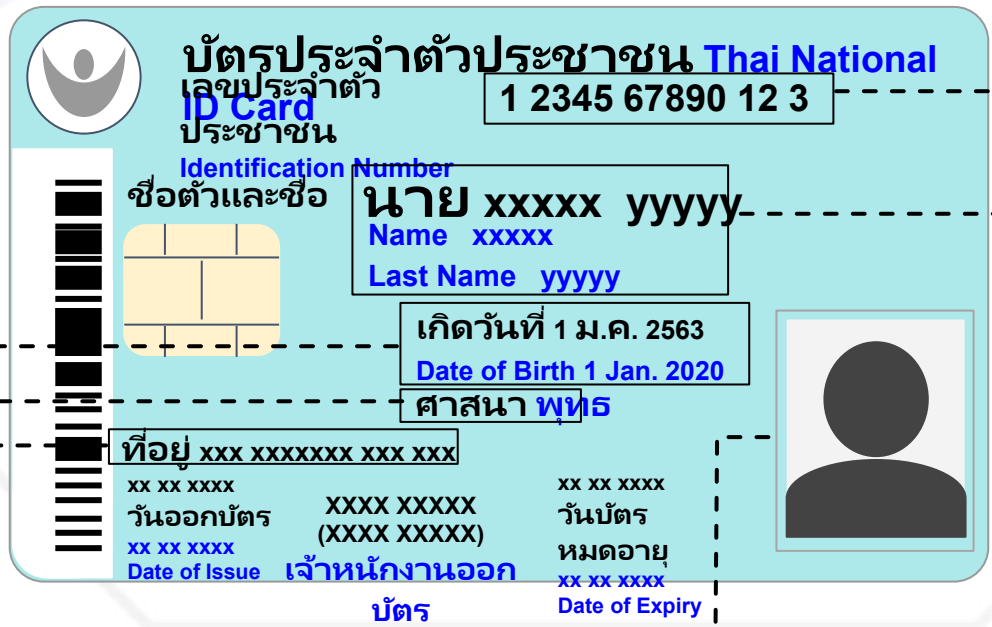 บัตรประจำตัวประชาชน Thai National
ID Card
เลขประจำตัว
ประชาชน
Identification Number
1 2345 67890 12 3
ชื่อตัวและชื่อ
นาย xxxxx yyyyy
Name xxxxx
Last Name yyyyy
เกิดวันที่ 1 ม.ค. 2563
Date of Birth 1 Jan. 2020
ศาสนา พุทธ
ที่อยู่ xxx xxxxxxx xxx xxx
xx xx xxxx
วันออกบัตร
xx xx xxxx
Date of Issue
XXXX XXXXX
(XXXX XXXXX)
เจ้าหนักงานออก
บัตร
xx xx xxxx
วันบัตร
หมดอายุ
xx xx xxxx
Date of Expiry